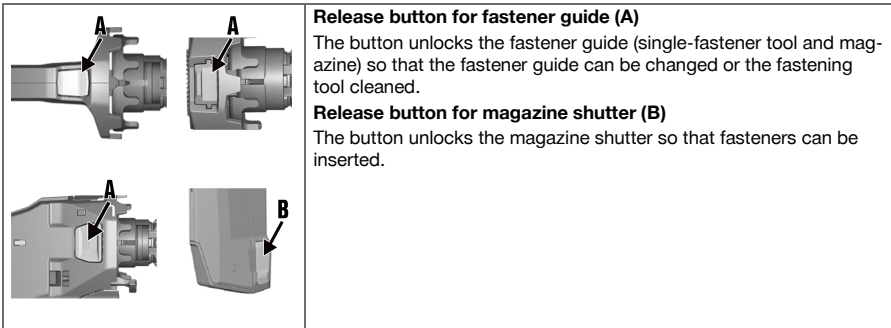 A
A
A
B
Release button for fastener guide (A)
The button unlocks the fastener guide (single-fastener tool and mag-
azine) so that the fastener guide can be changed or the fastening
tool cleaned.
Release button for magazine shutter (B)
The button unlocks the magazine shutter so that fasteners can be
inserted.